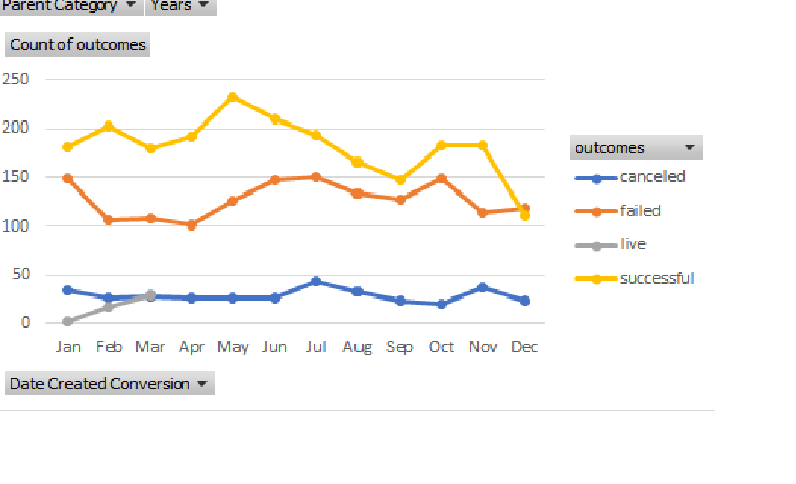 Parent Category Years
Count of outcomes
250
200
150
100
50
0
Jan Feb Mar Apr May Jun Jul Aug Sep Oct Nov Dec
outcomes
canceled
failed
live
successful
Date Created Conversion